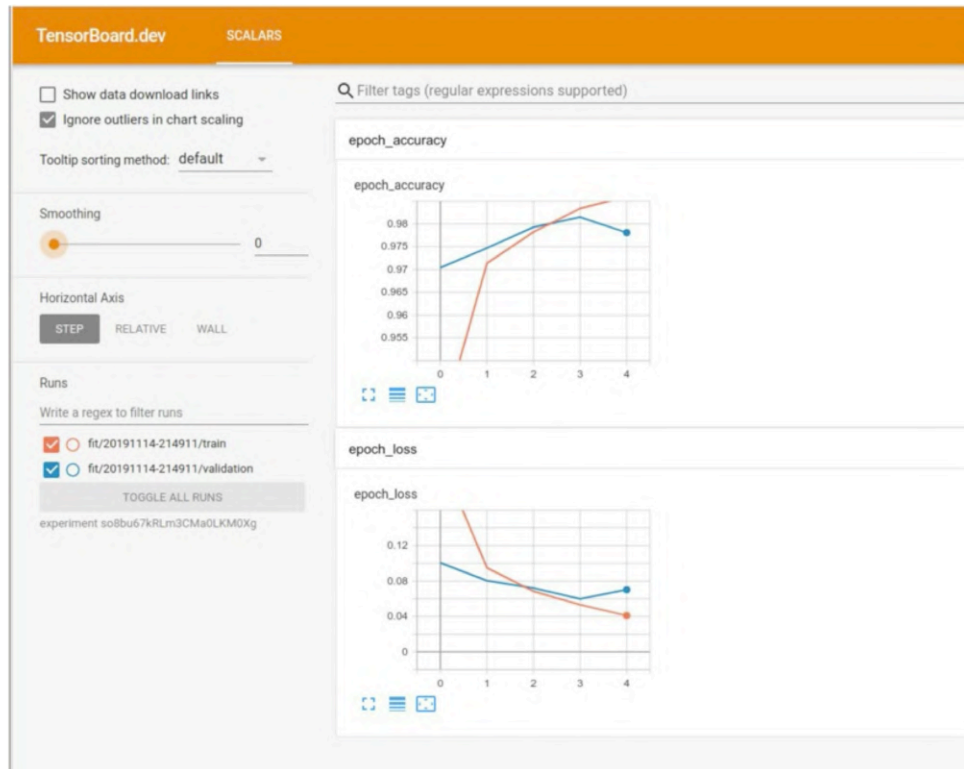 TensorBoard.dev SCALARS
Show data download links
Ignore outliers in chart scaling
Tooltip sorting method: default
Smoothing
0
Horizontal Axis
STEP RELATIVE WALL
Runs
Write a regex to filter runs
fit/20191114-214911/train
fit/20191114-214911/validation
TOGGLE ALL RUNS
experiment so8bu67kRLm3CMa0LKM0Xg
Filter tags (regular expressions supported)
epoch_accuracy
epoch_accuracy
0.98
0.975
0.97
0.965
0.96
0.955
0 1 2 3 4
epoch_loss
epoch_loss
0.12
0.08
0.04
0
0 1 2 3 4